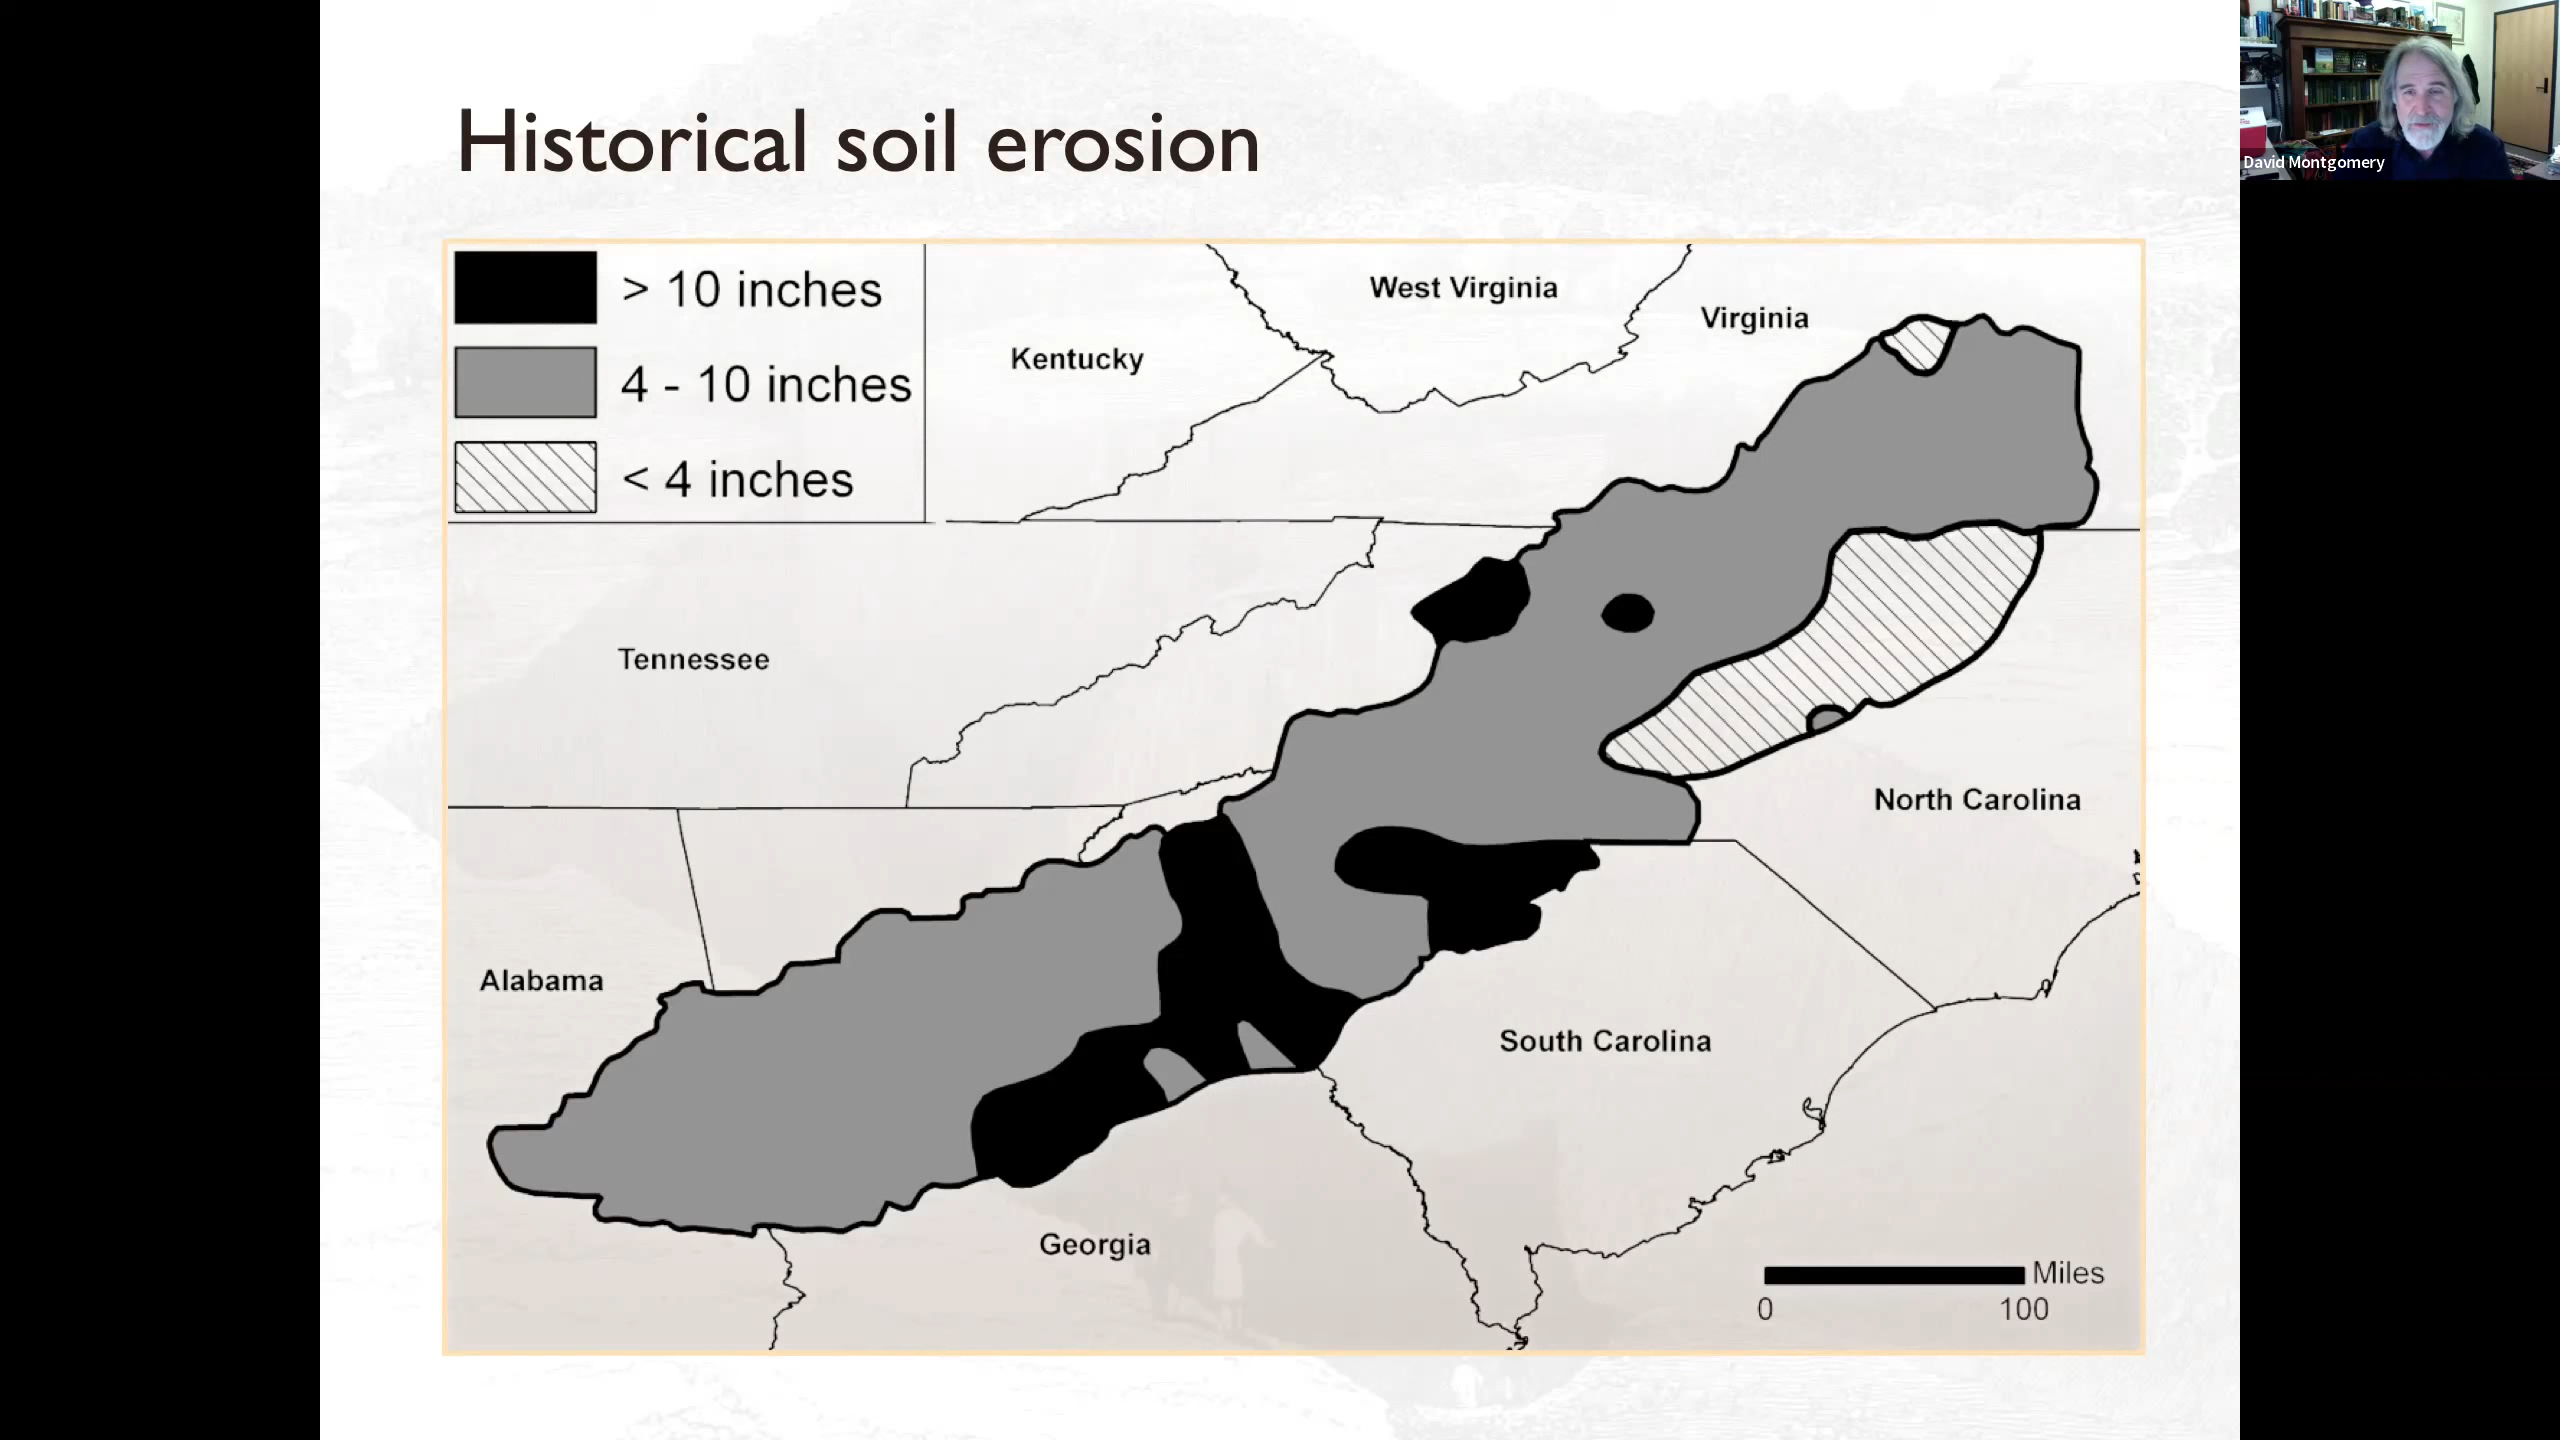 Historical soil erosion
> 10 inches
4 - 10 inches
< 4 inches
West Virginia
Virginia
Kentucky
Tennessee
North Carolina
Alabama
South Carolina
Georgia
Miles
0 100
David Montgomery